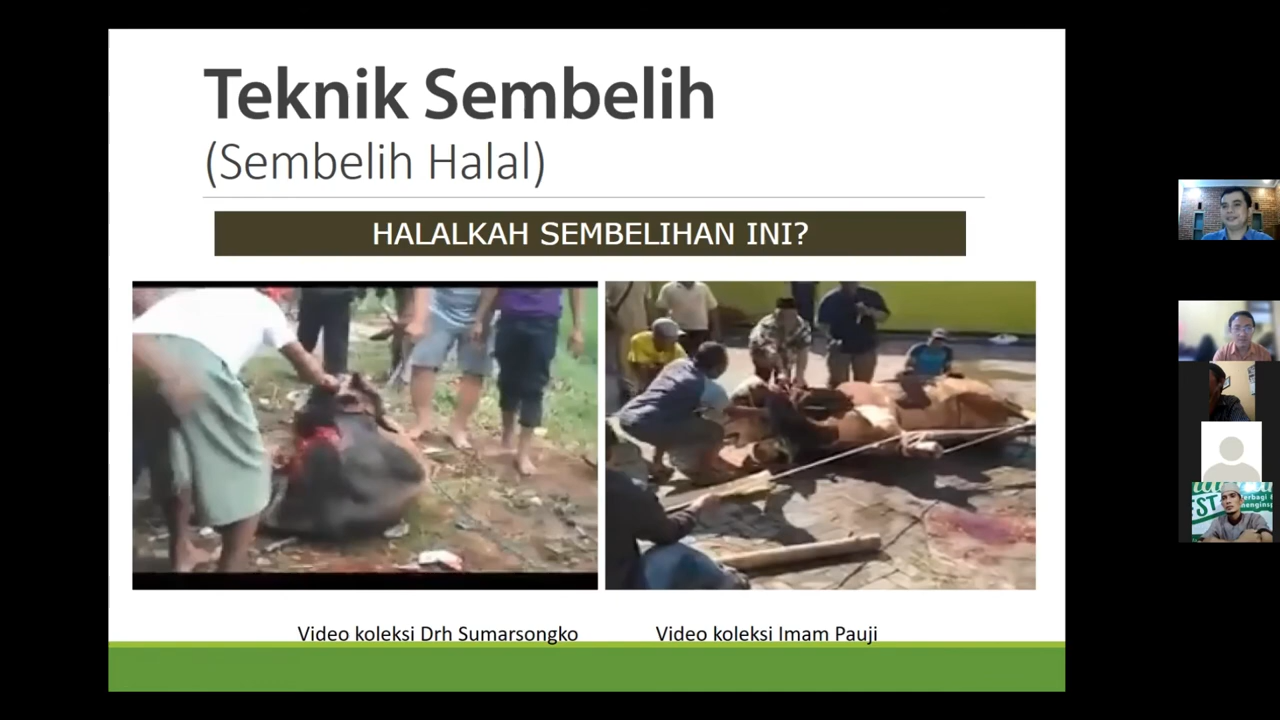 Teknik Sembelih
(Sembelih Halal)
HALALKAH SEMBELIHAN INI?
Video koleksi Drh Sumarsongko
Video koleksi Imam Pauji